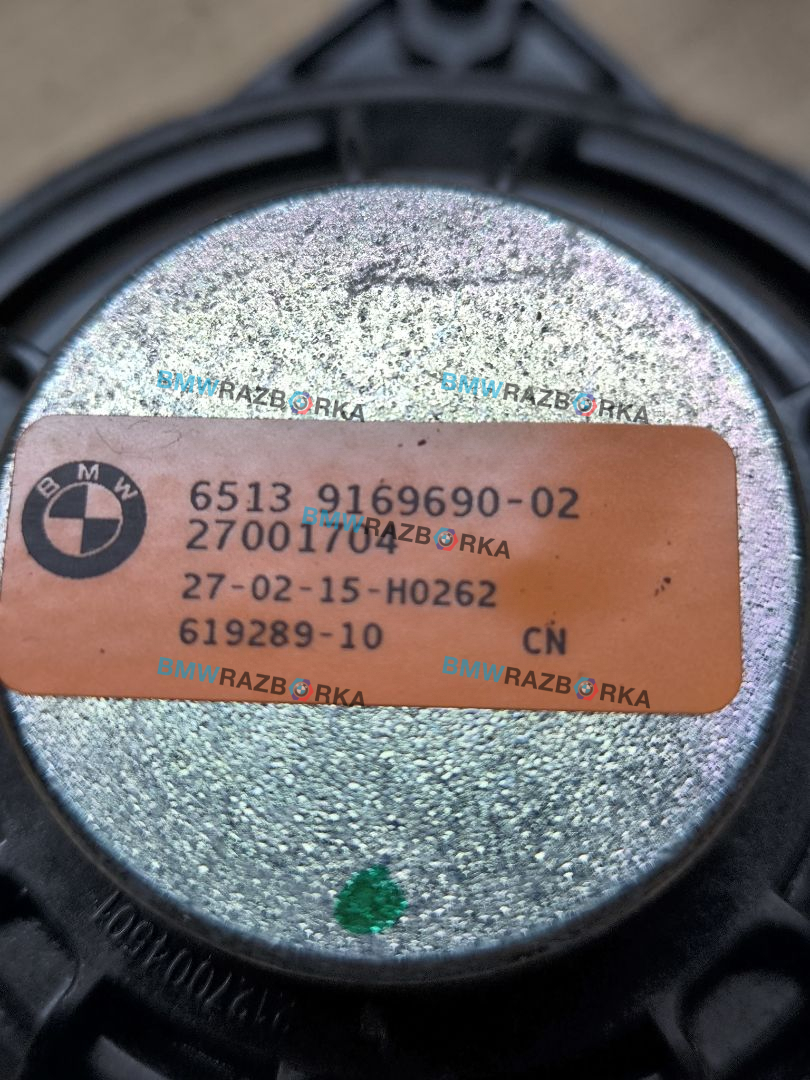 BMWRAZBORKA BMWRAZBORKA
BMW
6513 9169690-02
27001704
BMWRAZBORKA
27-02-15-H0262
619289-10 CN
BMWRAZBORKA BMWRAZBORKA